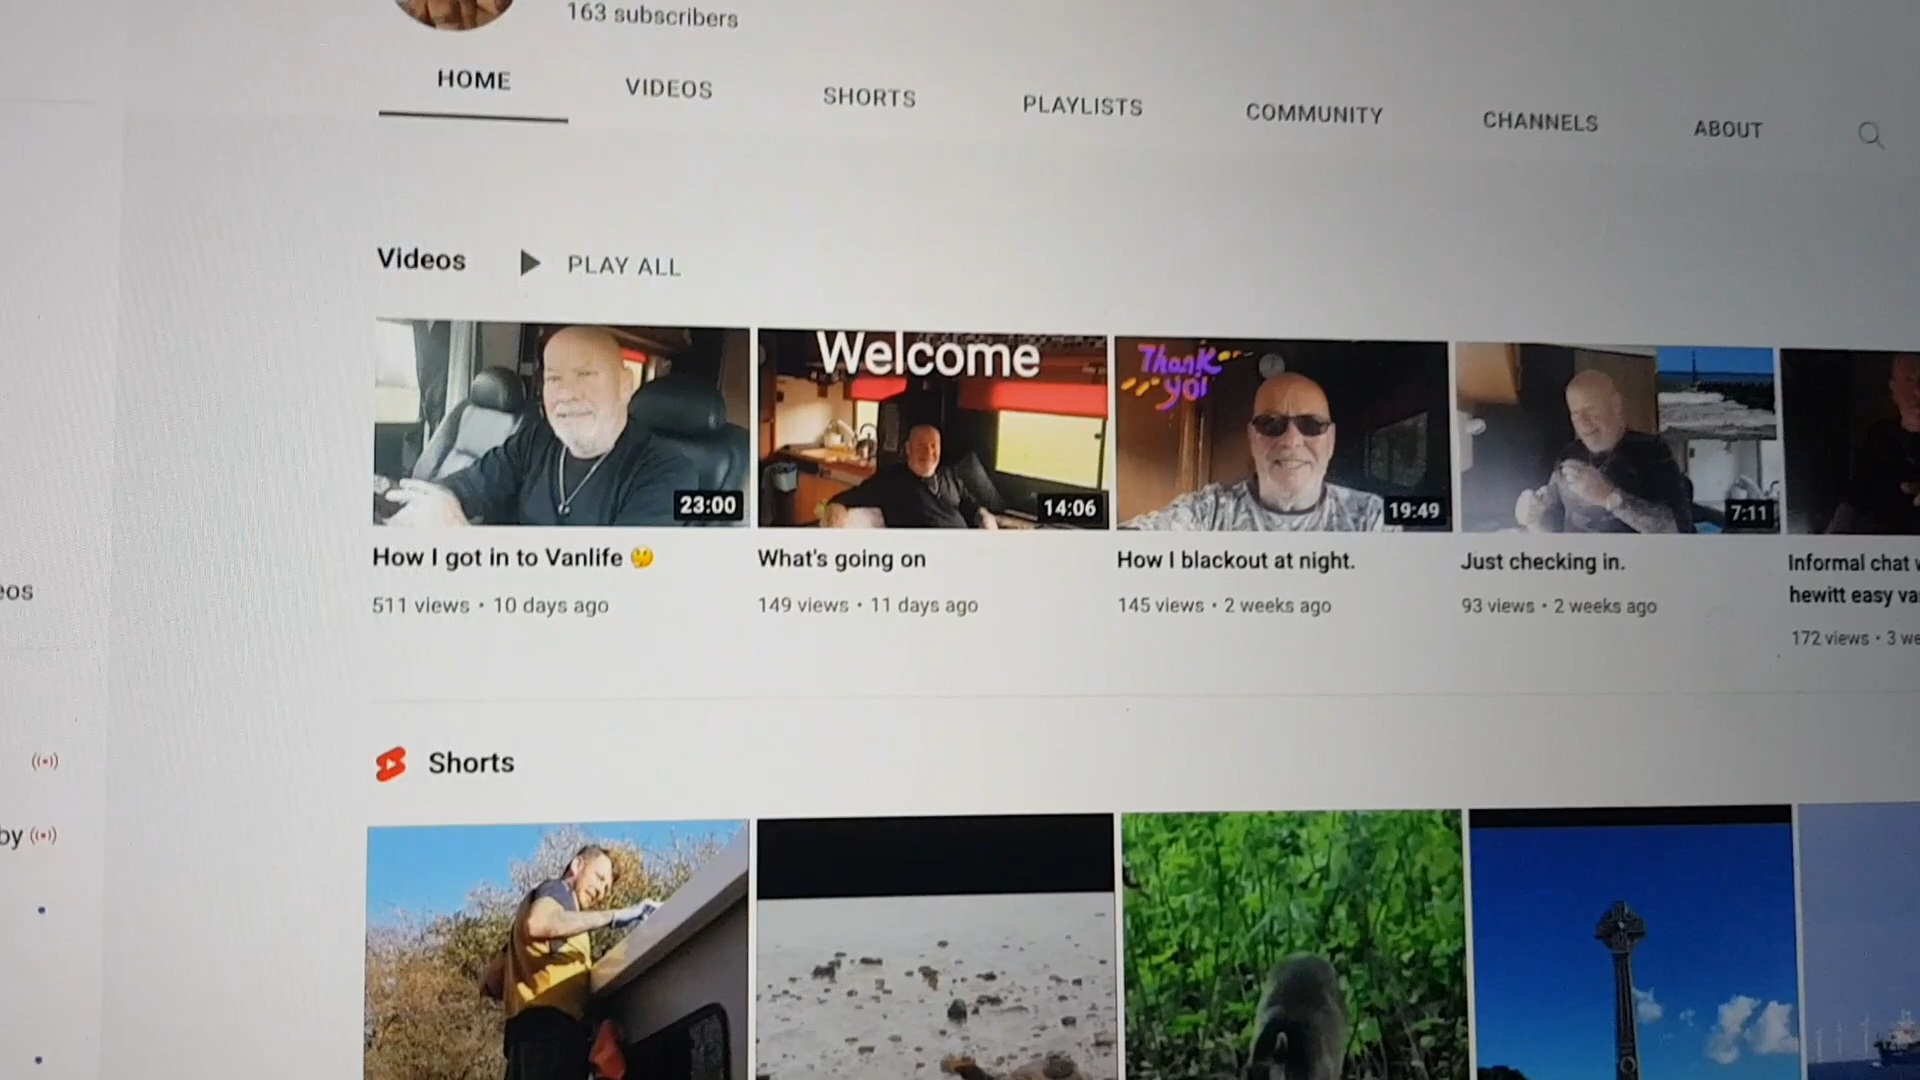 163 subscribers
HOME
VIDEOS
SHORTS
PLAYLISTS
COMMUNITY
CHANNELS
ABOUT
Videos
PLAY ALL
Welcome
Thank
yo
23:00
14:06
19:49
7:11
How I got in to Vanlife 🤔
511 views • 10 days ago
What's going on
149 views • 11 days ago
How I blackout at night.
145 views • 2 weeks ago
Just checking in.
93 views • 2 weeks ago
Informal chat
hewitt easy va
172 views • 3 we
eos
by
Shorts